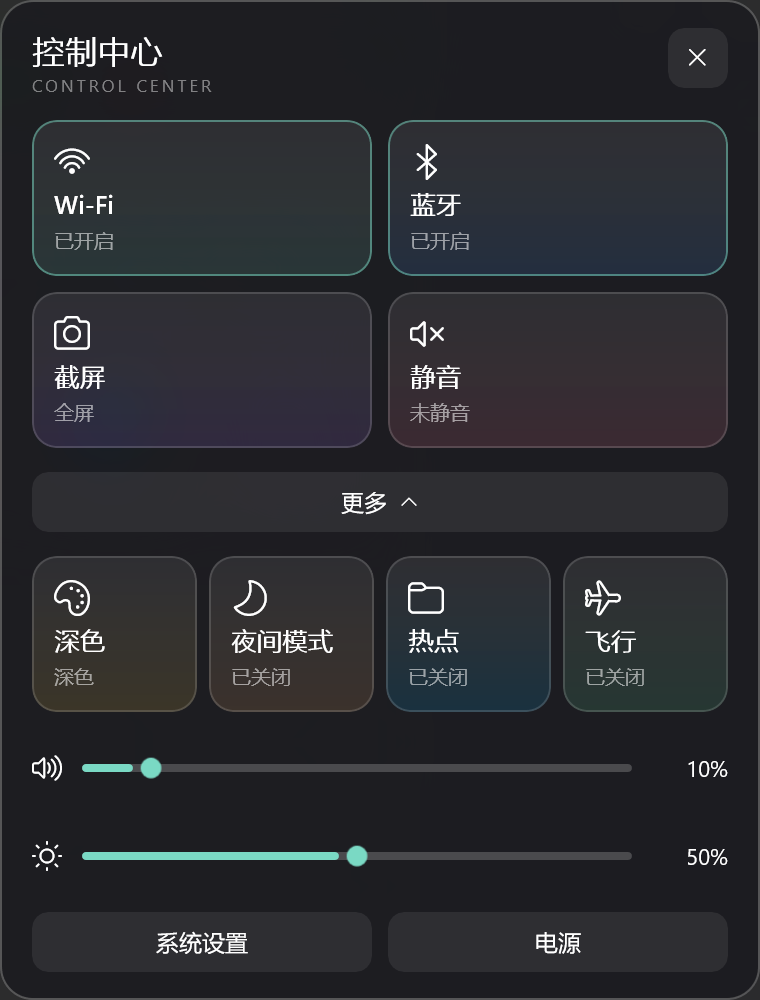 控制中心
CONTROL CENTER
Wi-Fi
已开启
蓝牙
已开启
截屏
全屏
静音
未静音
更多
深色
深色
夜间模式
已关闭
热点
已关闭
飞行
已关闭
10%
50%
系统设置
电源